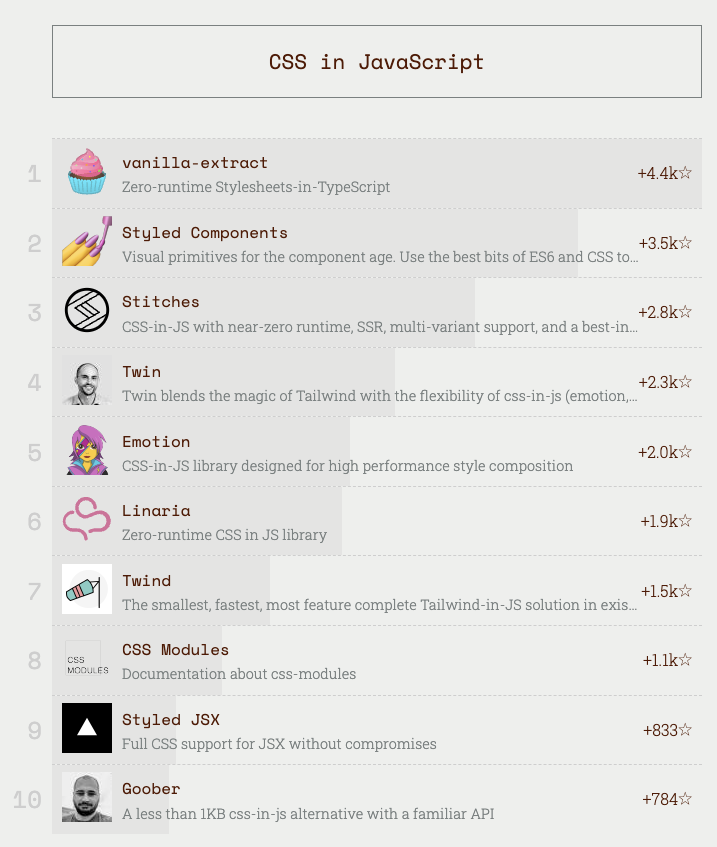 CSS in JavaScript
1
vanilla-extract
Zero-runtime Stylesheets-in-TypeScript
+4.4k☆
2
Styled Components
Visual primitives for the component age. Use the best bits of ES6 and CSS to...
+3.5k☆
3
Stitches
CSS-in-JS with near-zero runtime, SSR, multi-variant support, and a best-in...
+2.8k☆
4
Twin
Twin blends the magic of Tailwind with the flexibility of css-in-js (emotion,...
+2.3k☆
5
Emotion
CSS-in-JS library designed for high performance style composition
+2.0k☆
6
Linaria
Zero-runtime CSS in JS library
+1.9k☆
7
Twind
The smallest, fastest, most feature complete Tailwind-in-JS solution in exis...
+1.5k☆
8
CSS
MODULES
CSS Modules
Documentation about css-modules
+1.1k☆
9
Styled JSX
Full CSS support for JSX without compromises
+833☆
10
Goober
A less than 1KB css-in-js alternative with a familiar API
+784☆